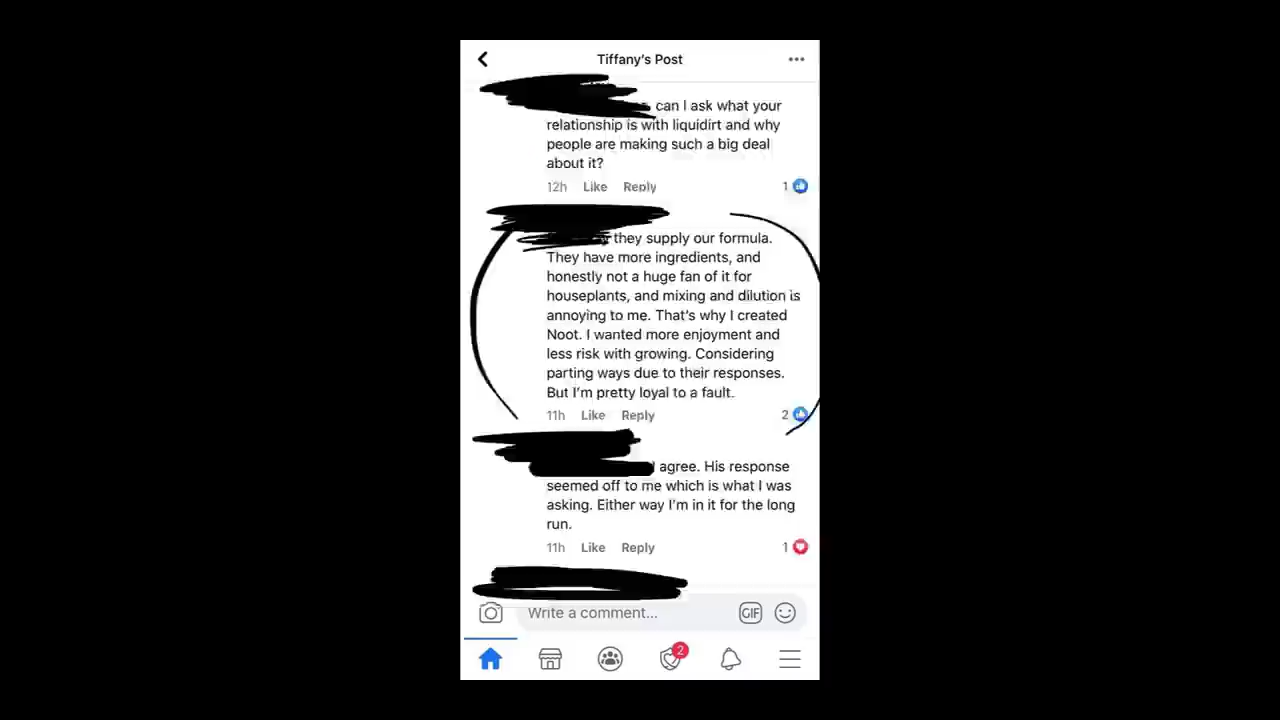 Tiffany's Post
can I ask what your
relationship is with liquidirt and why
people are making such a big deal
about it?
12h Like Reply 1
they supply our formula.
They have more ingredients, and
honestly not a huge fan of it for
houseplants, and mixing and dilution is
annoying to me. That's why I created
Noot. I wanted more enjoyment and
less risk with growing. Considering
parting ways due to their responses.
But I'm pretty loyal to a fault.
11h Like Reply 2
I agree. His response
seemed off to me which is what I was
asking. Either way I'm in it for the long
run.
11h Like Reply 1
Write a comment...
GIF
2